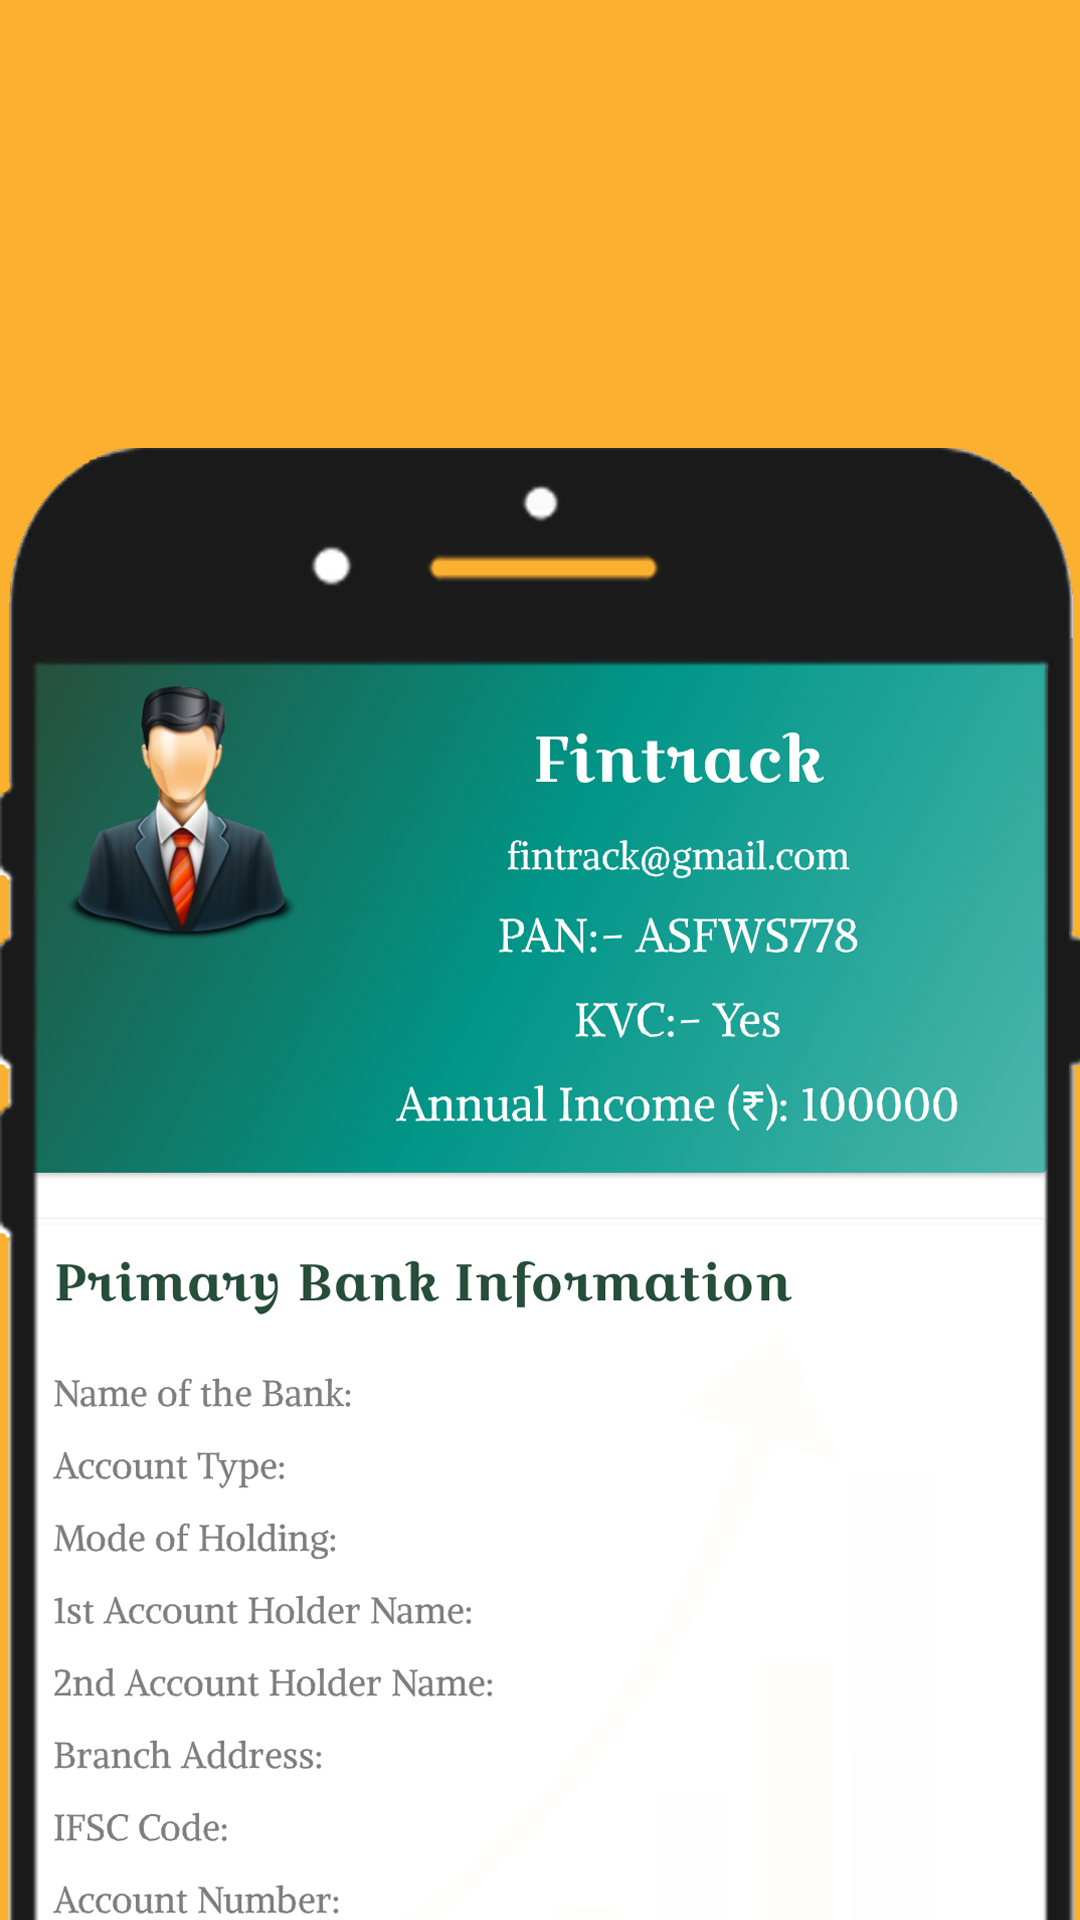 Fintrack
fintrack@gmail.com
PAN:- ASFWS778
KVC:- Yes
Annual Income (₹): 100000
Primary Bank Information
Name of the Bank:
Account Type:
Mode of Holding:
1st Account Holder Name:
2nd Account Holder Name:
Branch Address:
IFSC Code:
Account Number: